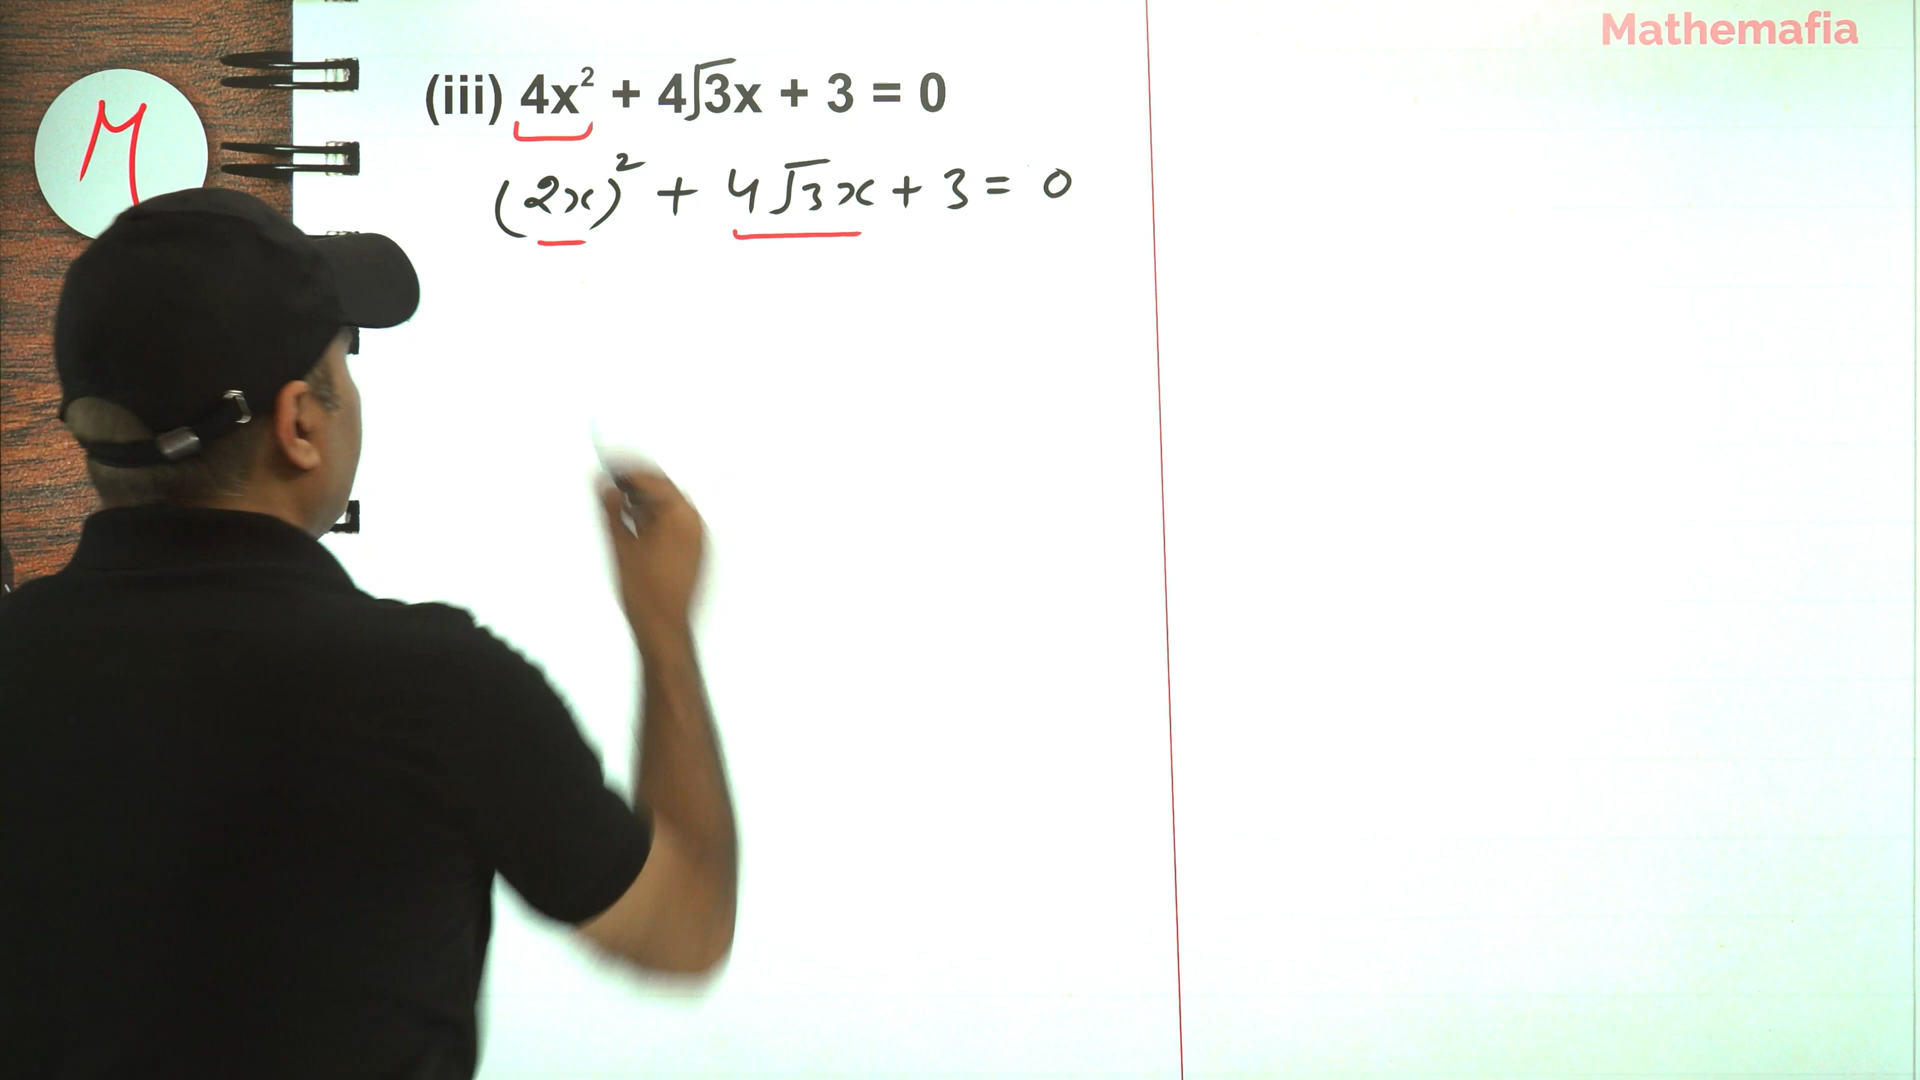 Mathemafia
M
(iii) 4x² + 4√3x + 3 = 0
(2x)² + 4√3x + 3 = 0